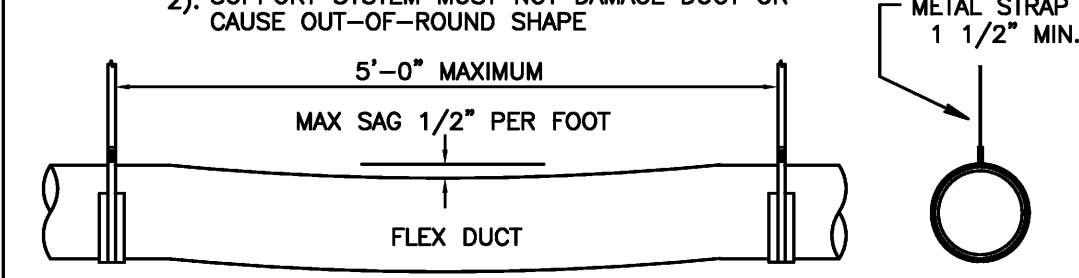 2). SUPPORT SYSTEM MUST NOT DAMAGE DUCT OR
CAUSE OUT-OF-ROUND SHAPE
METAL STRAP
1 1/2" MIN.
5'-0" MAXIMUM
MAX SAG 1/2" PER FOOT
FLEX DUCT